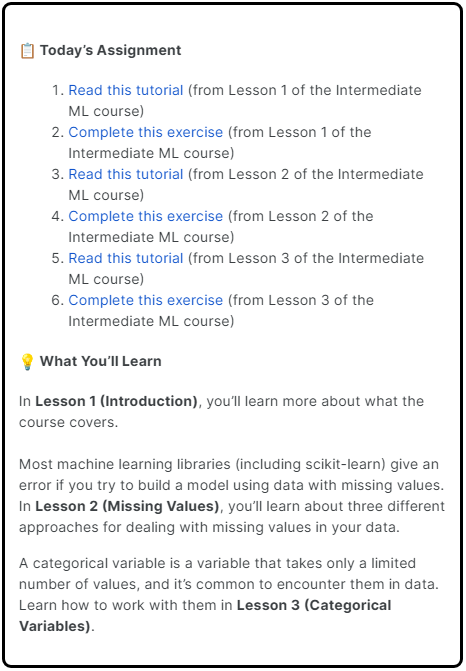 📋 Today’s Assignment
1. Read this tutorial (from Lesson 1 of the Intermediate
ML course)
2. Complete this exercise (from Lesson 1 of the
Intermediate ML course)
3. Read this tutorial (from Lesson 2 of the Intermediate
ML course)
4. Complete this exercise (from Lesson 2 of the
Intermediate ML course)
5. Read this tutorial (from Lesson 3 of the Intermediate
ML course)
6. Complete this exercise (from Lesson 3 of the
Intermediate ML course)
💡 What You’ll Learn
In Lesson 1 (Introduction), you’ll learn more about what the
course covers.
Most machine learning libraries (including scikit-learn) give an
error if you try to build a model using data with missing values.
In Lesson 2 (Missing Values), you’ll learn about three different
approaches for dealing with missing values in your data.
A categorical variable is a variable that takes only a limited
number of values, and it’s common to encounter them in data.
Learn how to work with them in Lesson 3 (Categorical
Variables).